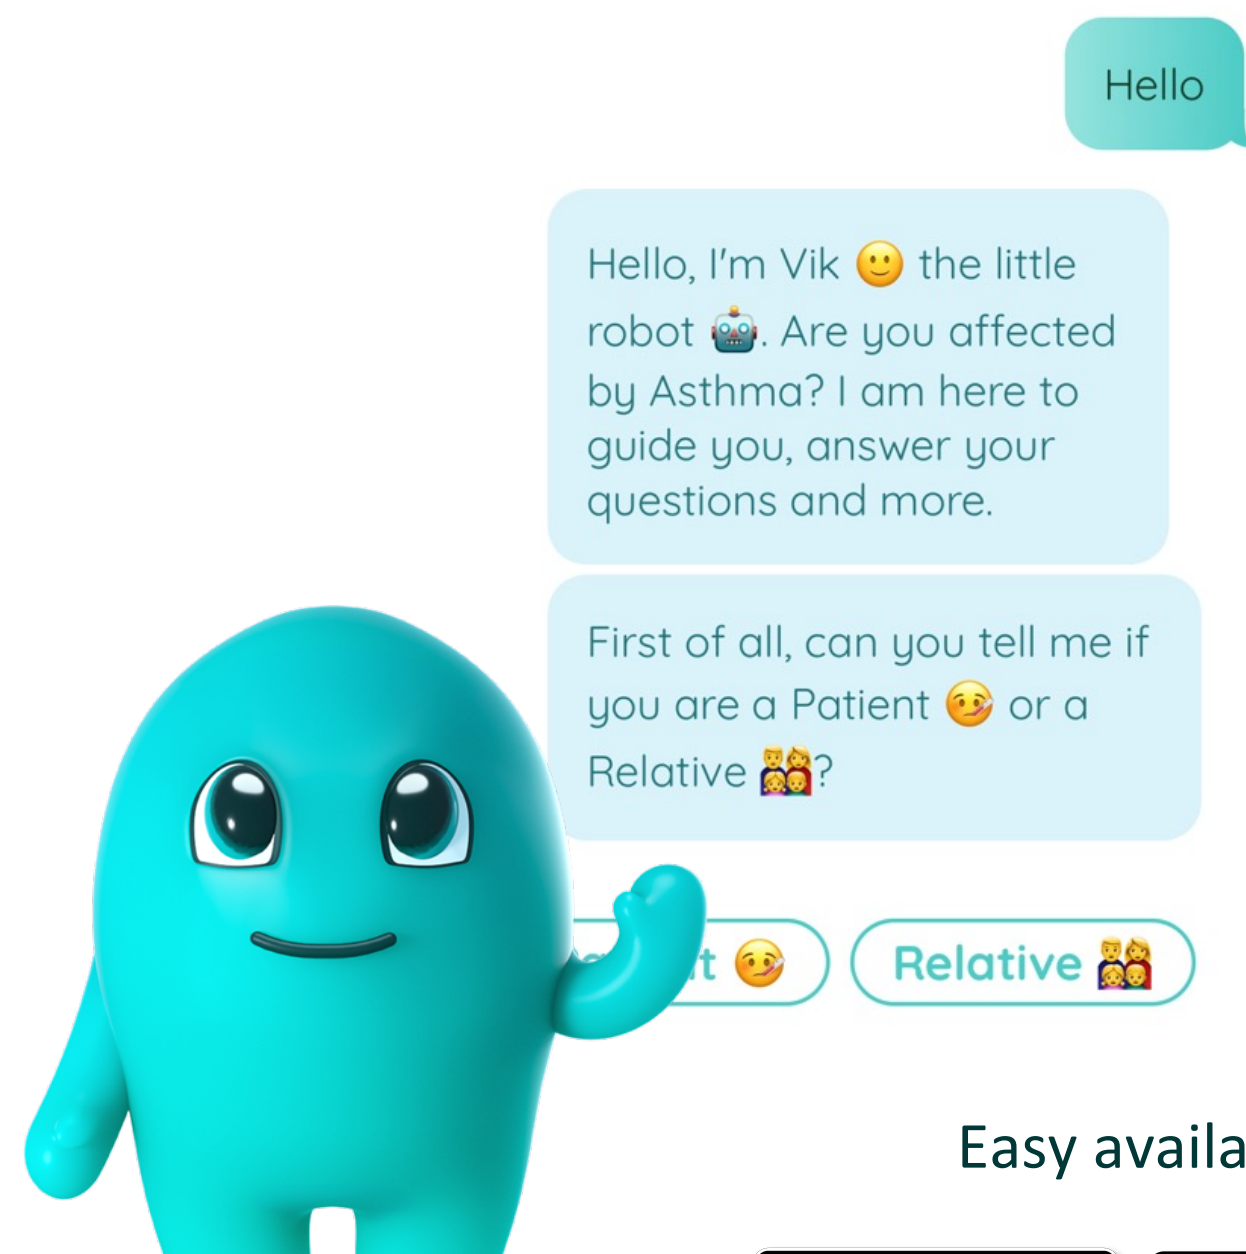 Hello
Hello, I'm Vik 🙂 the little
robot 🤖. Are you affected
by Asthma? I am here to
guide you, answer your
questions and more.
First of all, can you tell me if
you are a Patient 🤒 or a
Relative 👨‍👩‍👧‍👦?
Relative 👨‍👩‍👧‍👦
Easy